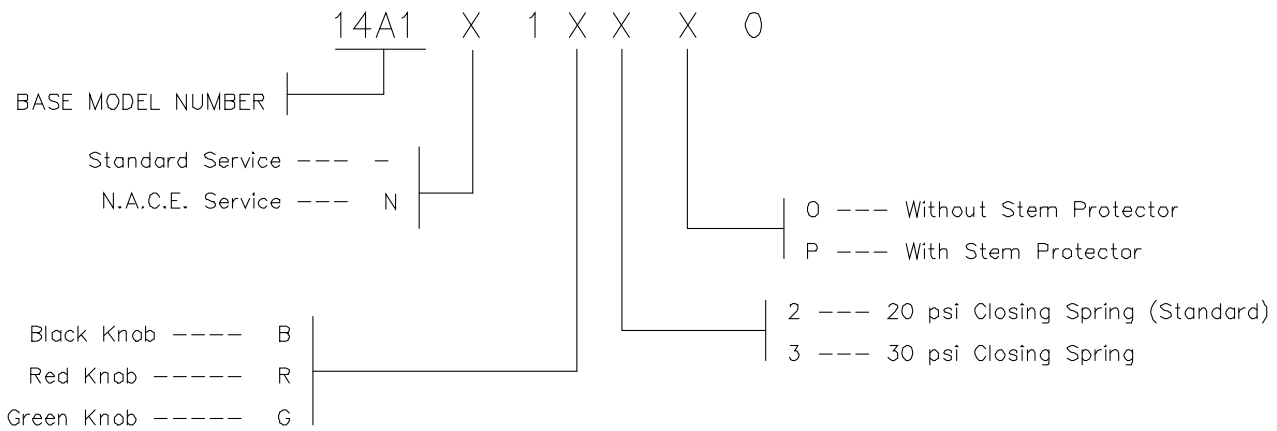 14A1 X 1 X X X 0
BASE MODEL NUMBER
Standard Service --- -
N.A.C.E. Service --- N
0 --- Without Stem Protector
P --- With Stem Protector
2 --- 20 psi Closing Spring (Standard)
3 --- 30 psi Closing Spring
Black Knob ---- B
Red Knob ----- R
Green Knob ----- G